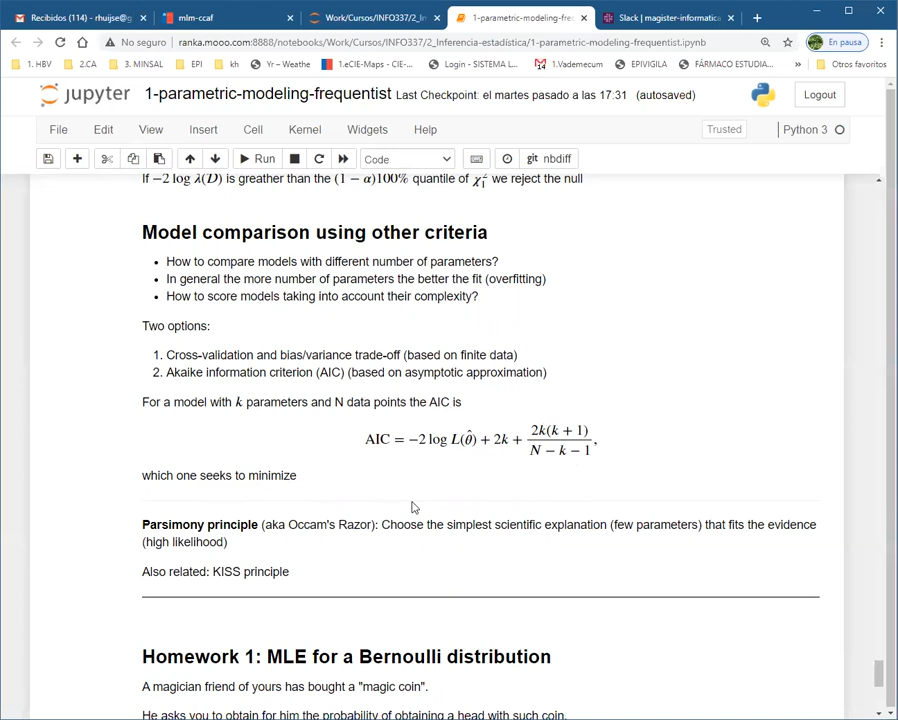 Recibidos (114) - rhuijse@g
mlm-ccaf
Work/Cursos/INFO337/2_In
1-parametric-modeling-fre
Slack | magister-informatica
No seguro
ranka.mooo.com:8888/notebooks/Work/Cursos/INFO337/2_Inferencia-estadística/1-parametric-modeling-frequentist.ipynb
En pausa
1. HBV
2.CA
3. MINSAL
EPI
kh
Yr – Weathe
1.eCIE-Maps - CIE-...
Login - SISTEMA L...
1.Vademecum
EPIVIGILA
FÁRMACO ESTUDIA...
»
Otros favoritos
jupyter 1-parametric-modeling-frequentist Last Checkpoint: el martes pasado a las 17:31 (autosaved)
Logout
File Edit View Insert Cell Kernel Widgets Help
Trusted
Python 3
Run
Code
git nbdiff
If −2 log λ(D) is greather than the (1 − α)100% quantile of χ₁² we reject the null
Model comparison using other criteria
• How to compare models with different number of parameters?
• In general the more number of parameters the better the fit (overfitting)
• How to score models taking into account their complexity?
Two options:
1. Cross-validation and bias/variance trade-off (based on finite data)
2. Akaike information criterion (AIC) (based on asymptotic approximation)
For a model with k parameters and N data points the AIC is
AIC = −2 log L(θ̂) + 2k + 2k(k + 1) / N − k − 1,
which one seeks to minimize
Parsimony principle (aka Occam's Razor): Choose the simplest scientific explanation (few parameters) that fits the evidence
(high likelihood)
Also related: KISS principle
Homework 1: MLE for a Bernoulli distribution
A magician friend of yours has bought a "magic coin".
He asks you to obtain for him the probability of obtaining a head with such coin.